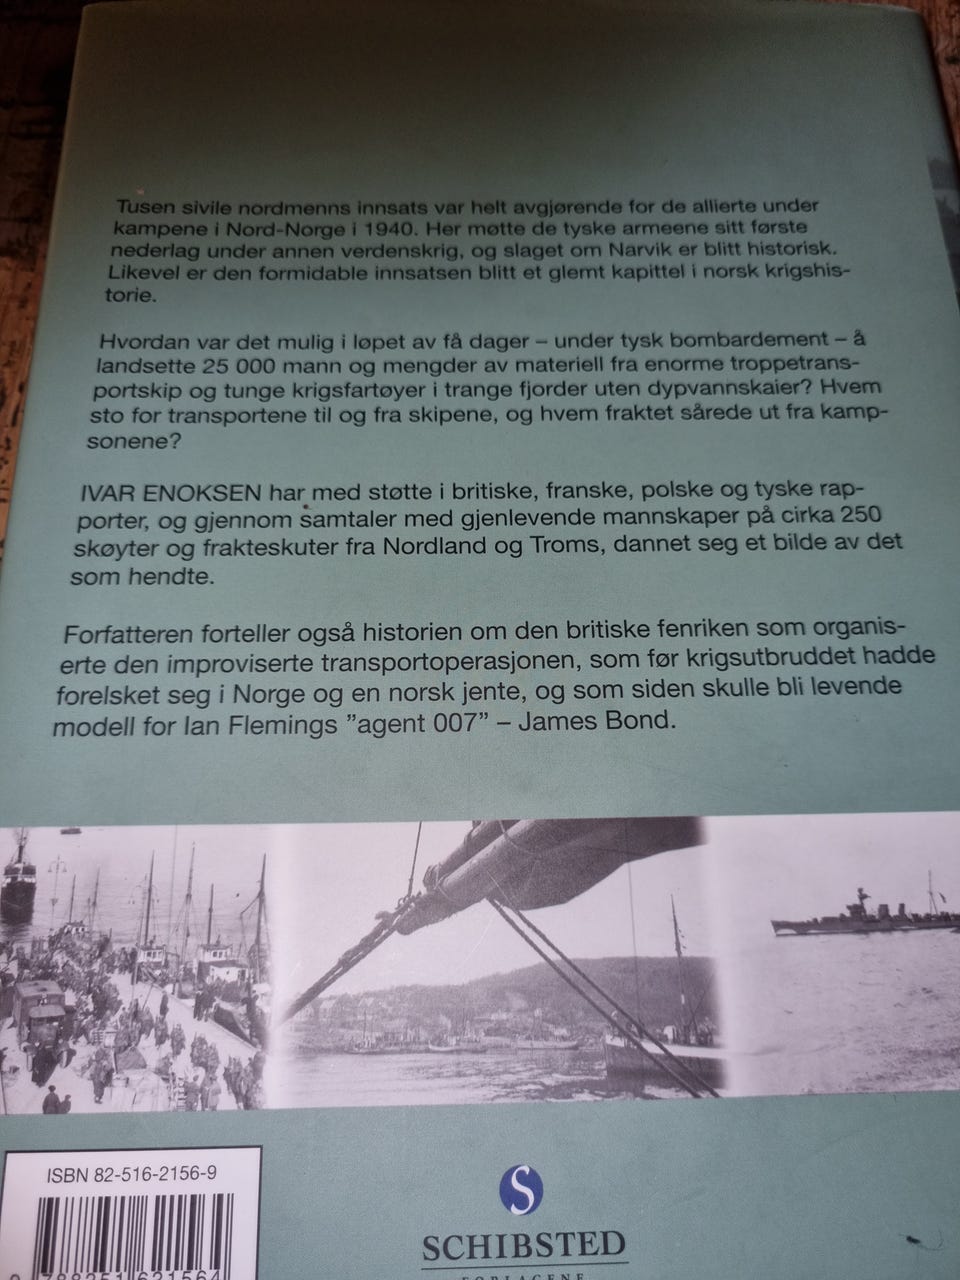 Tusen sivile nordmenns innsats var helt avgjørende for de allierte under
kampene i Nord-Norge i 1940. Her møtte de tyske armeene sitt første
nederlag under annen verdenskrig, og slaget om Narvik er blitt historisk.
Likevel er den formidable innsatsen blitt et glemt kapittel i norsk krigshis-
torie.
Hvordan var det mulig i løpet av få dager – under tysk bombardement – å
landsette 25 000 mann og mengder av materiell fra enorme troppetrans-
portskip og tunge krigsfartøyer i trange fjorder uten dypvannskaier? Hvem
sto for transportene til og fra skipene, og hvem fraktet sårede ut fra kamp-
sonene?
IVAR ENOKSEN har med støtte i britiske, franske, polske og tyske rap-
porter, og gjennom samtaler med gjenlevende mannskaper på cirka 250
skøyter og frakteskuter fra Nordland og Troms, dannet seg et bilde av det
som hendte.
Forfatteren forteller også historien om den britiske fenriken som organis-
erte den improviserte transportoperasjonen, som før krigsutbruddet hadde
forelsket seg i Norge og en norsk jente, og som siden skulle bli levende
modell for Ian Flemings ”agent 007” – James Bond.
ISBN 82-516-2156-9
9 788251 621564
S
SCHIBSTED
FORLAGENE